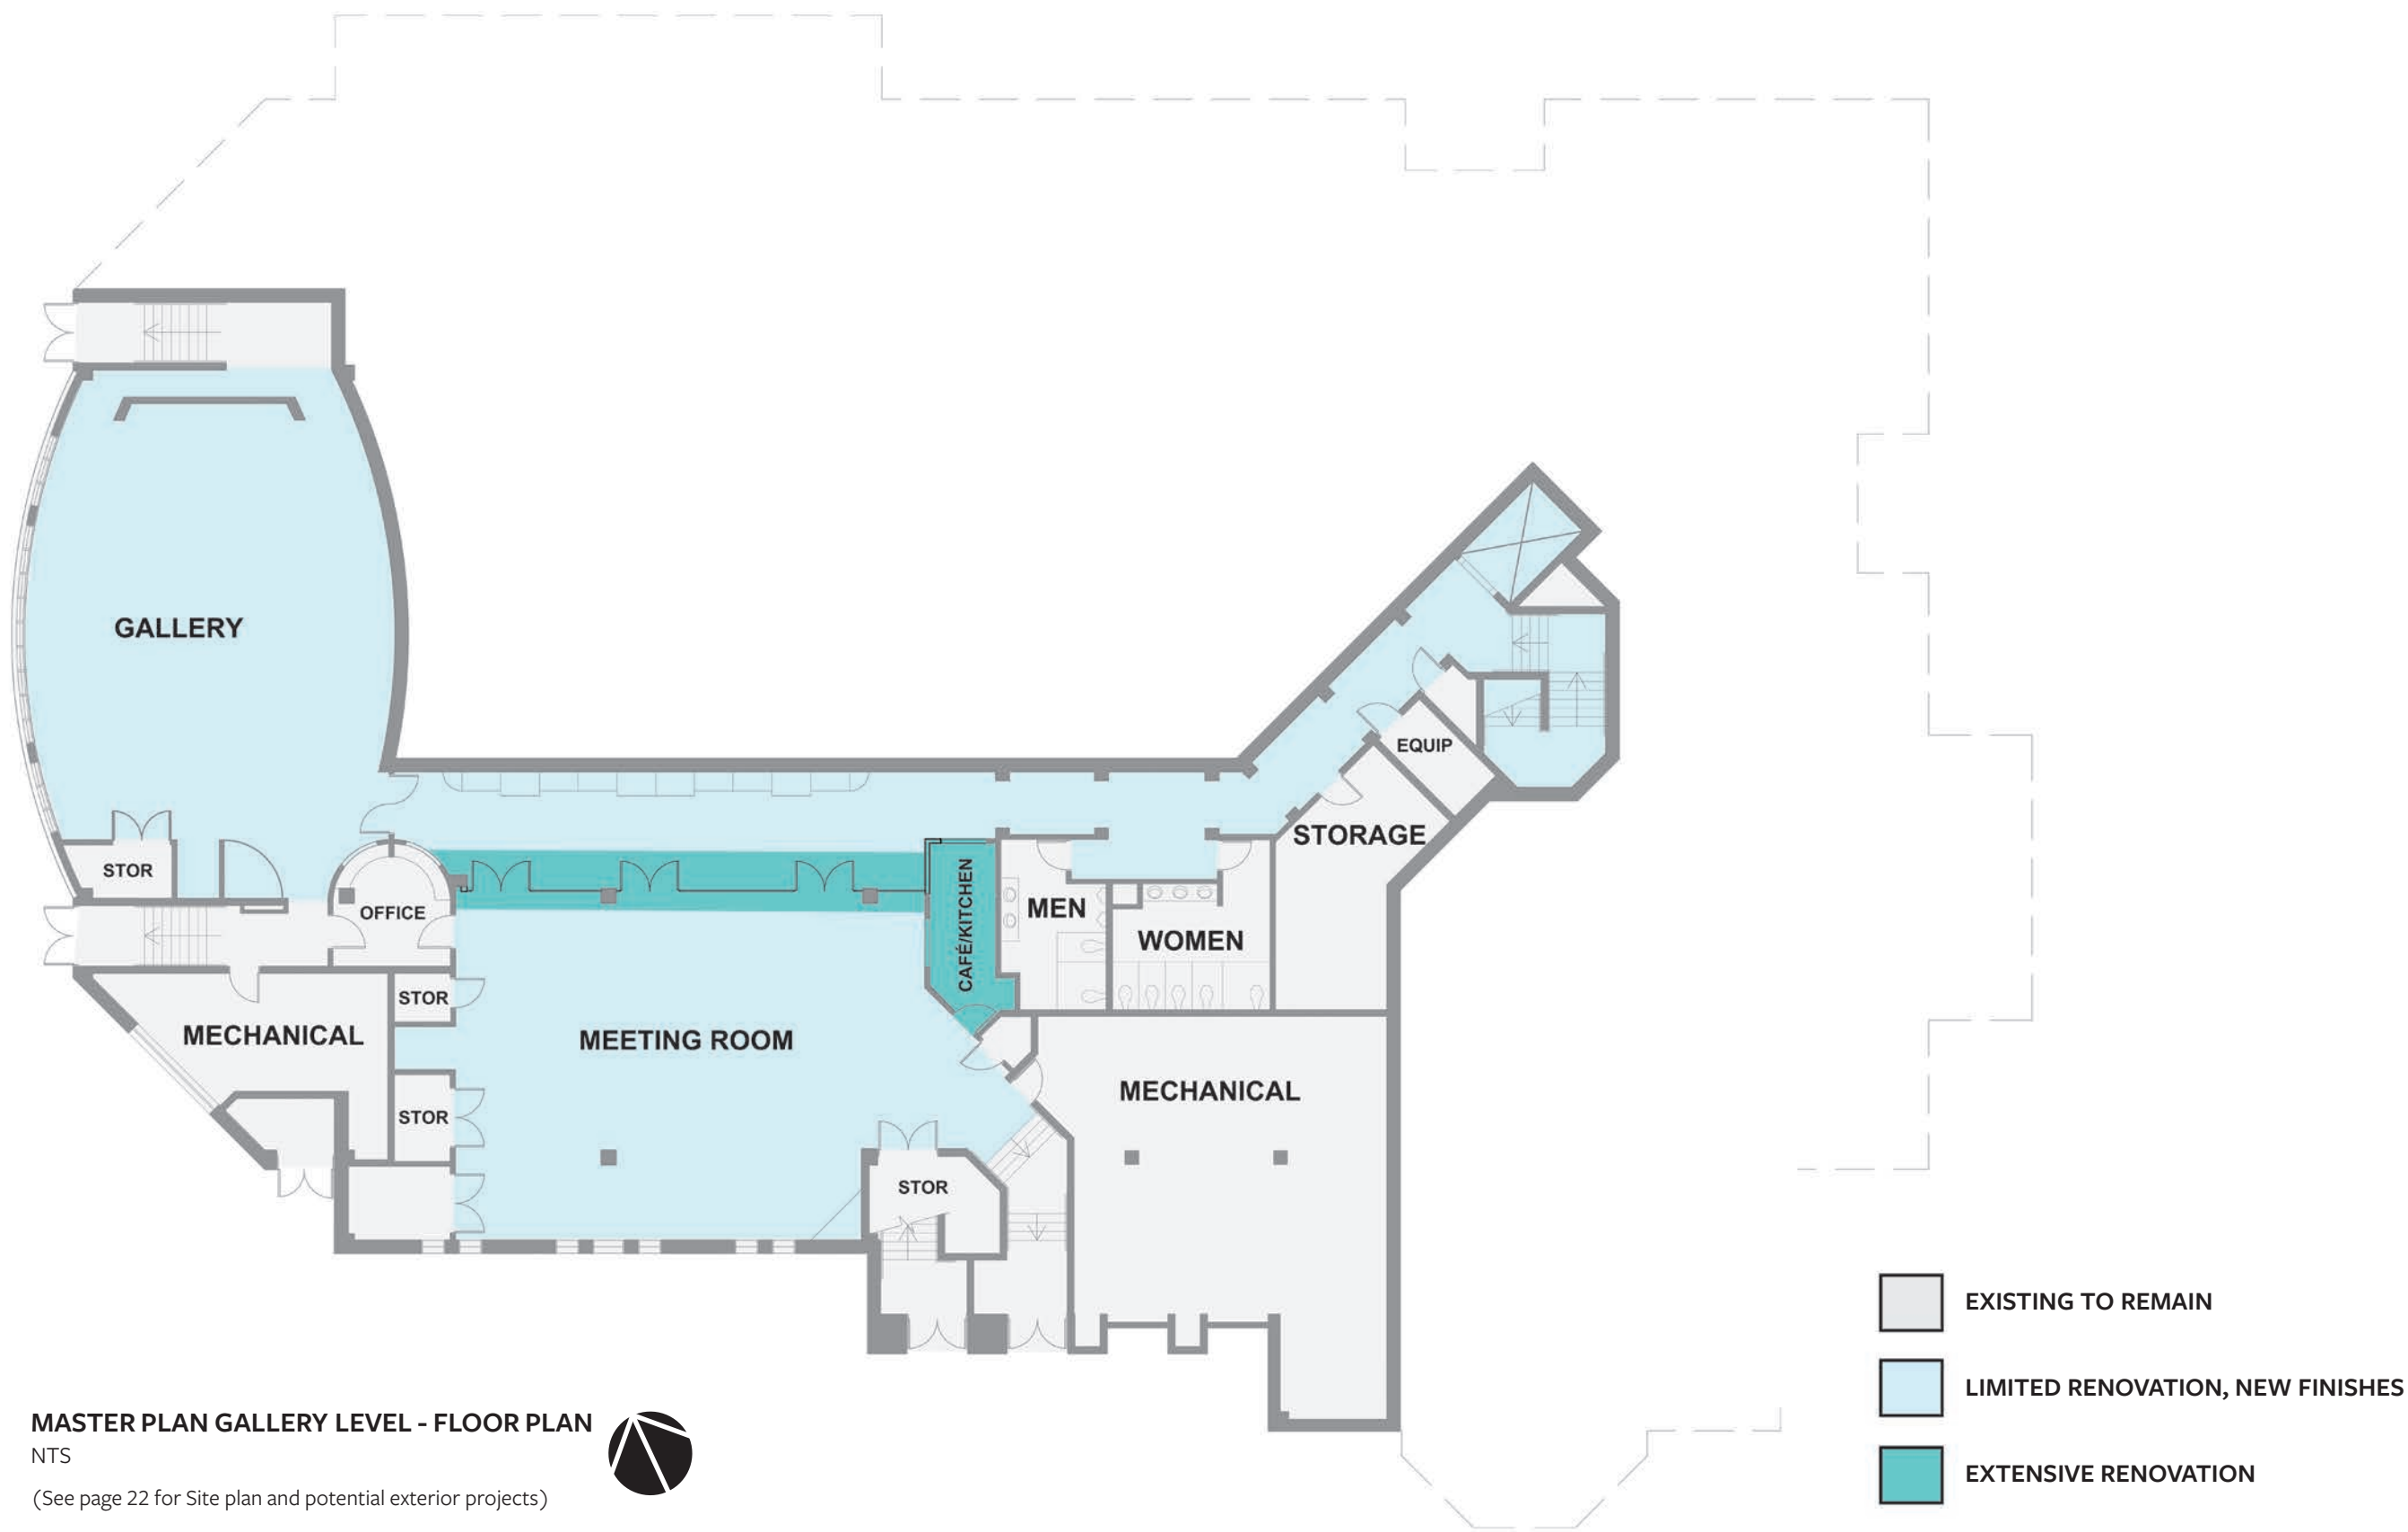 GALLERY
EQUIP
STORAGE
STOR
OFFICE
CAFÉ/KITCHEN
MEN
WOMEN
STOR
MECHANICAL
MEETING ROOM
MECHANICAL
STOR
STOR
EXISTING TO REMAIN
LIMITED RENOVATION, NEW FINISHES
EXTENSIVE RENOVATION
MASTER PLAN GALLERY LEVEL - FLOOR PLAN
NTS
(See page 22 for Site plan and potential exterior projects)